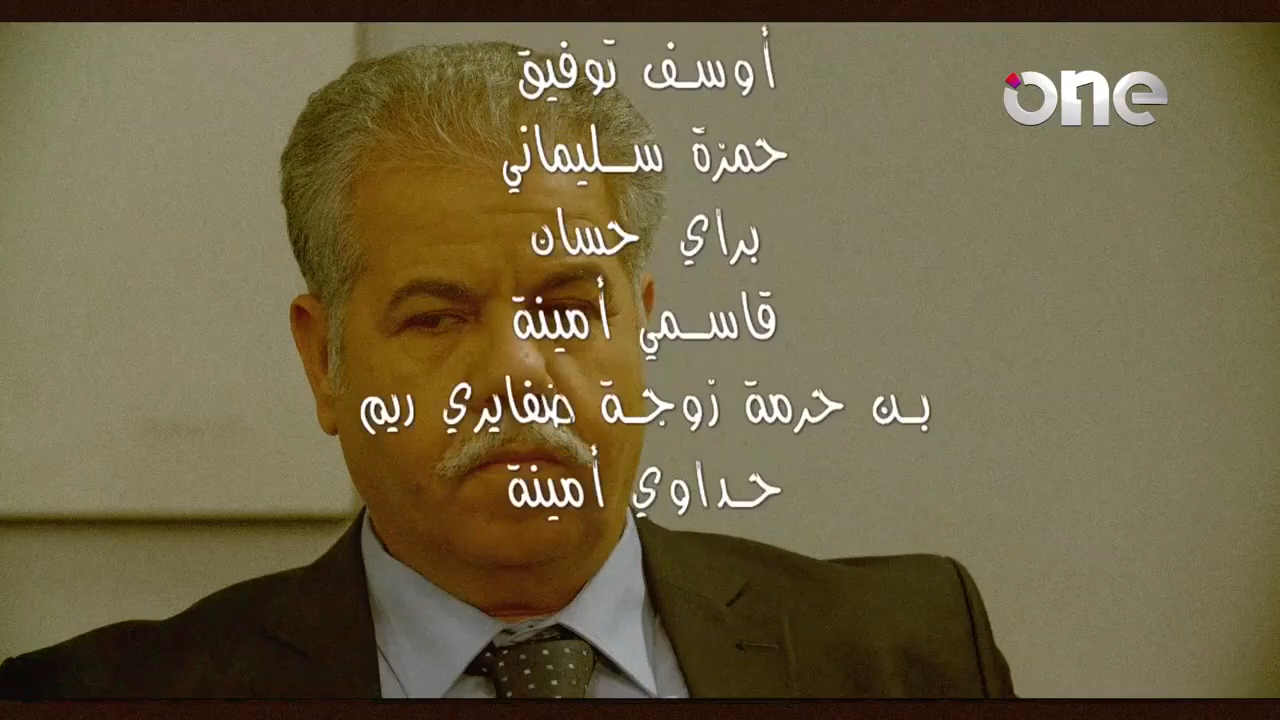 one
أوسف توفيق
حمزة سليماني
براي حسان
قاسمي أمينة
بن حرمة زوجة ضفايري ريم
حداوي أمينة